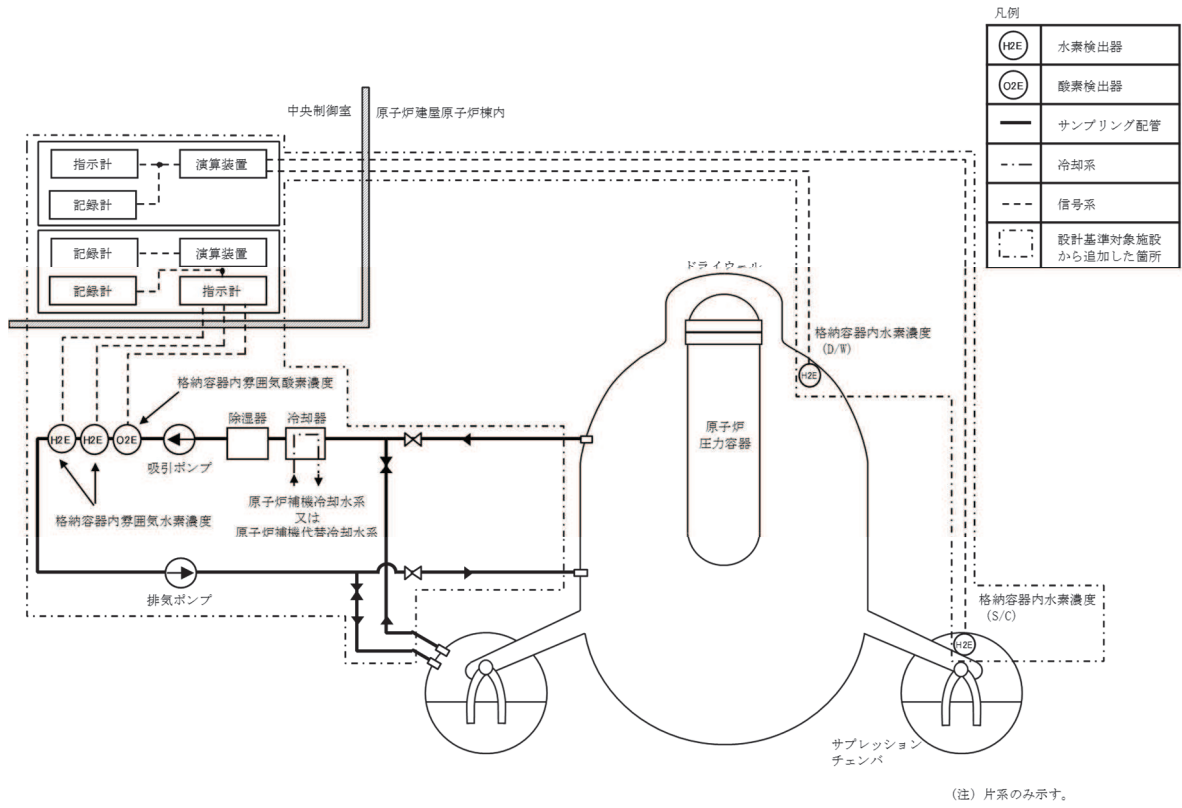 凡例
H2E
水素検出器
O2E
酸素検出器
サンプリング配管
冷却系
信号系
設計基準対象施設
から追加した箇所
中央制御室
原子炉建屋原子炉棟内
指示計
演算装置
記録計
記録計
演算装置
記録計
指示計
ドライウェル
格納容器内水素濃度
(D/W)
H2E
格納容器内雰囲気酸素濃度
除湿器
冷却器
H2E
H2E
O2E
吸引ポンプ
原子炉
圧力容器
原子炉補機冷却水系
又は
原子炉補機代替冷却水系
格納容器内雰囲気水素濃度
排気ポンプ
格納容器内水素濃度
(S/C)
H2E
サプレッション
チェンバ
(注) 片系のみ示す。